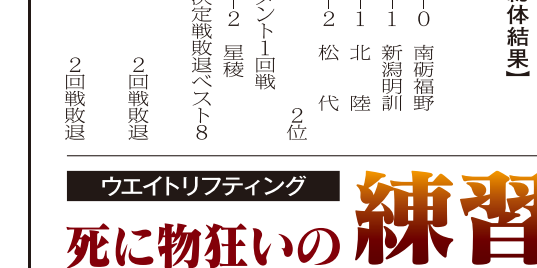 総体結果】
－0 南砺福野
－1 新潟明訓
－1 北 陸
－2 松 代
2位
メント1回戦
－2 星稜
決定戦敗退ベスト8
2回戦敗退
2回戦敗退
ウエイトリフティング
練習
死に物狂いの